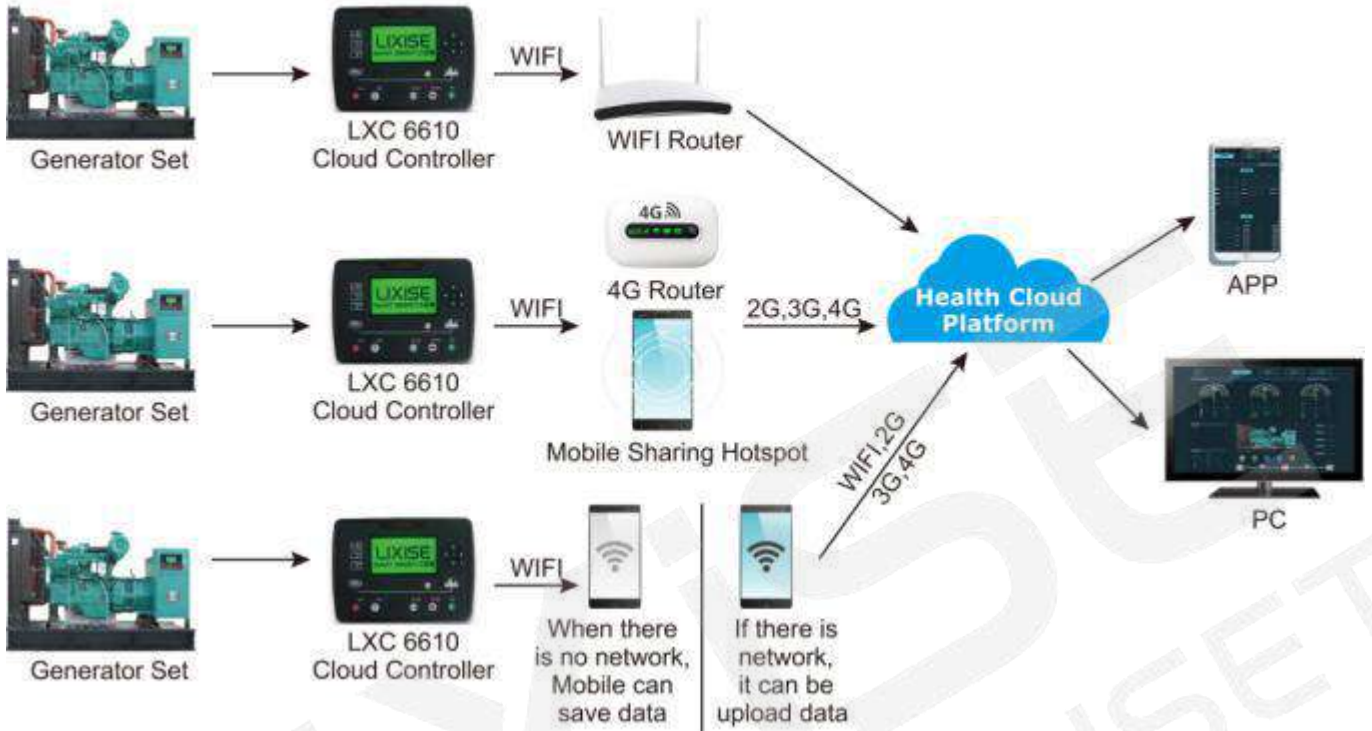 Generator Set
LIXISE
LXC 6610
Cloud Controller
WIFI
WIFI Router
Generator Set
LIXISE
LXC 6610
Cloud Controller
WIFI
4G
4G Router
Mobile Sharing Hotspot
2G,3G,4G
Health Cloud
Platform
APP
PC
Generator Set
LIXISE
LXC 6610
Cloud Controller
WIFI
When there
is no network,
Mobile can
save data
If there is
network,
it can be
upload data
WIFI,2G
3G,4G